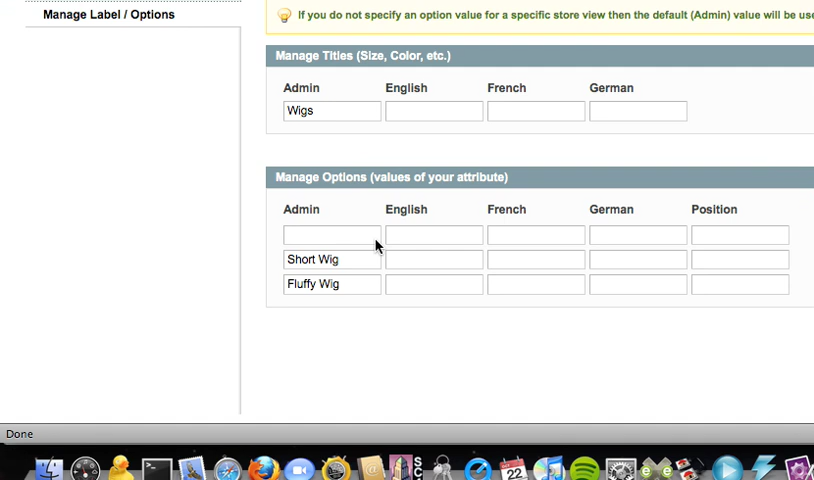 Manage Label / Options
If you do not specify an option value for a specific store view then the default (Admin) value will be use
Manage Titles (Size, Color, etc.)
Admin English French German
Wigs
Manage Options (values of your attribute)
Admin English French German Position
Short Wig
Fluffy Wig
Done
22